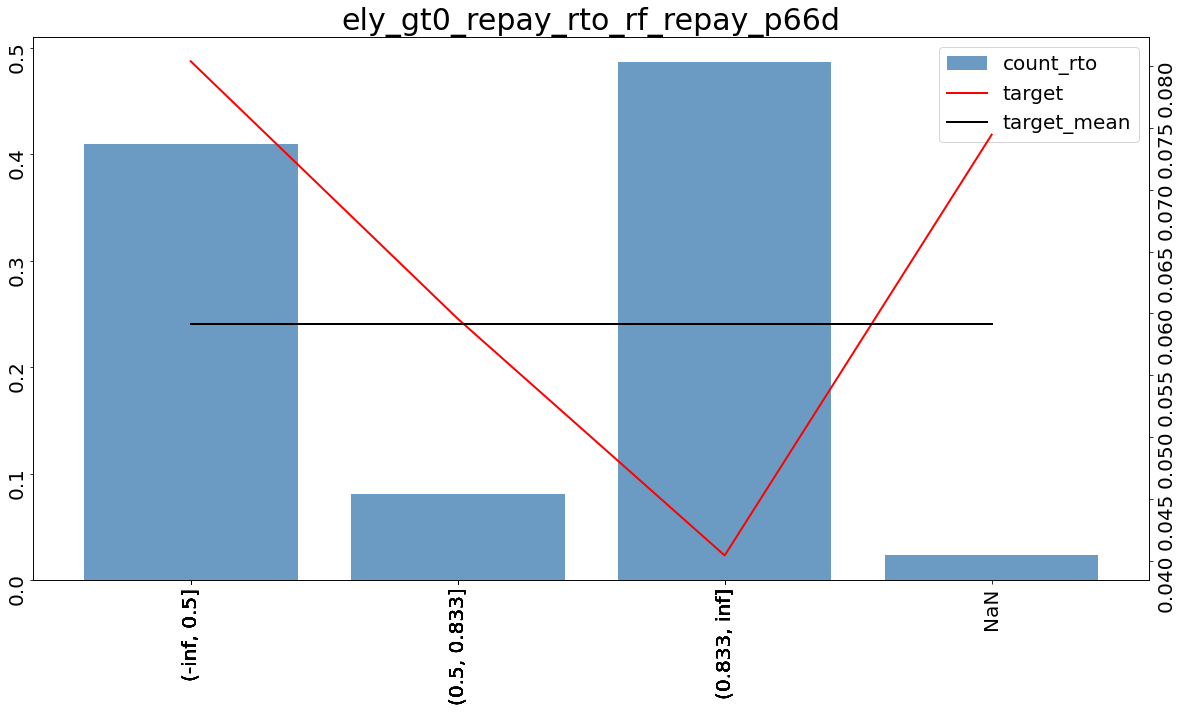 ely_gt0_repay_rto_rf_repay_p66d
count_rto
target
target_mean
0.5
0.4
0.3
0.2
0.1
0.0
0.080
0.075
0.070
0.065
0.060
0.055
0.050
0.045
0.040
(-inf, 0.5]
(0.5, 0.833]
(0.833, inf]
NaN